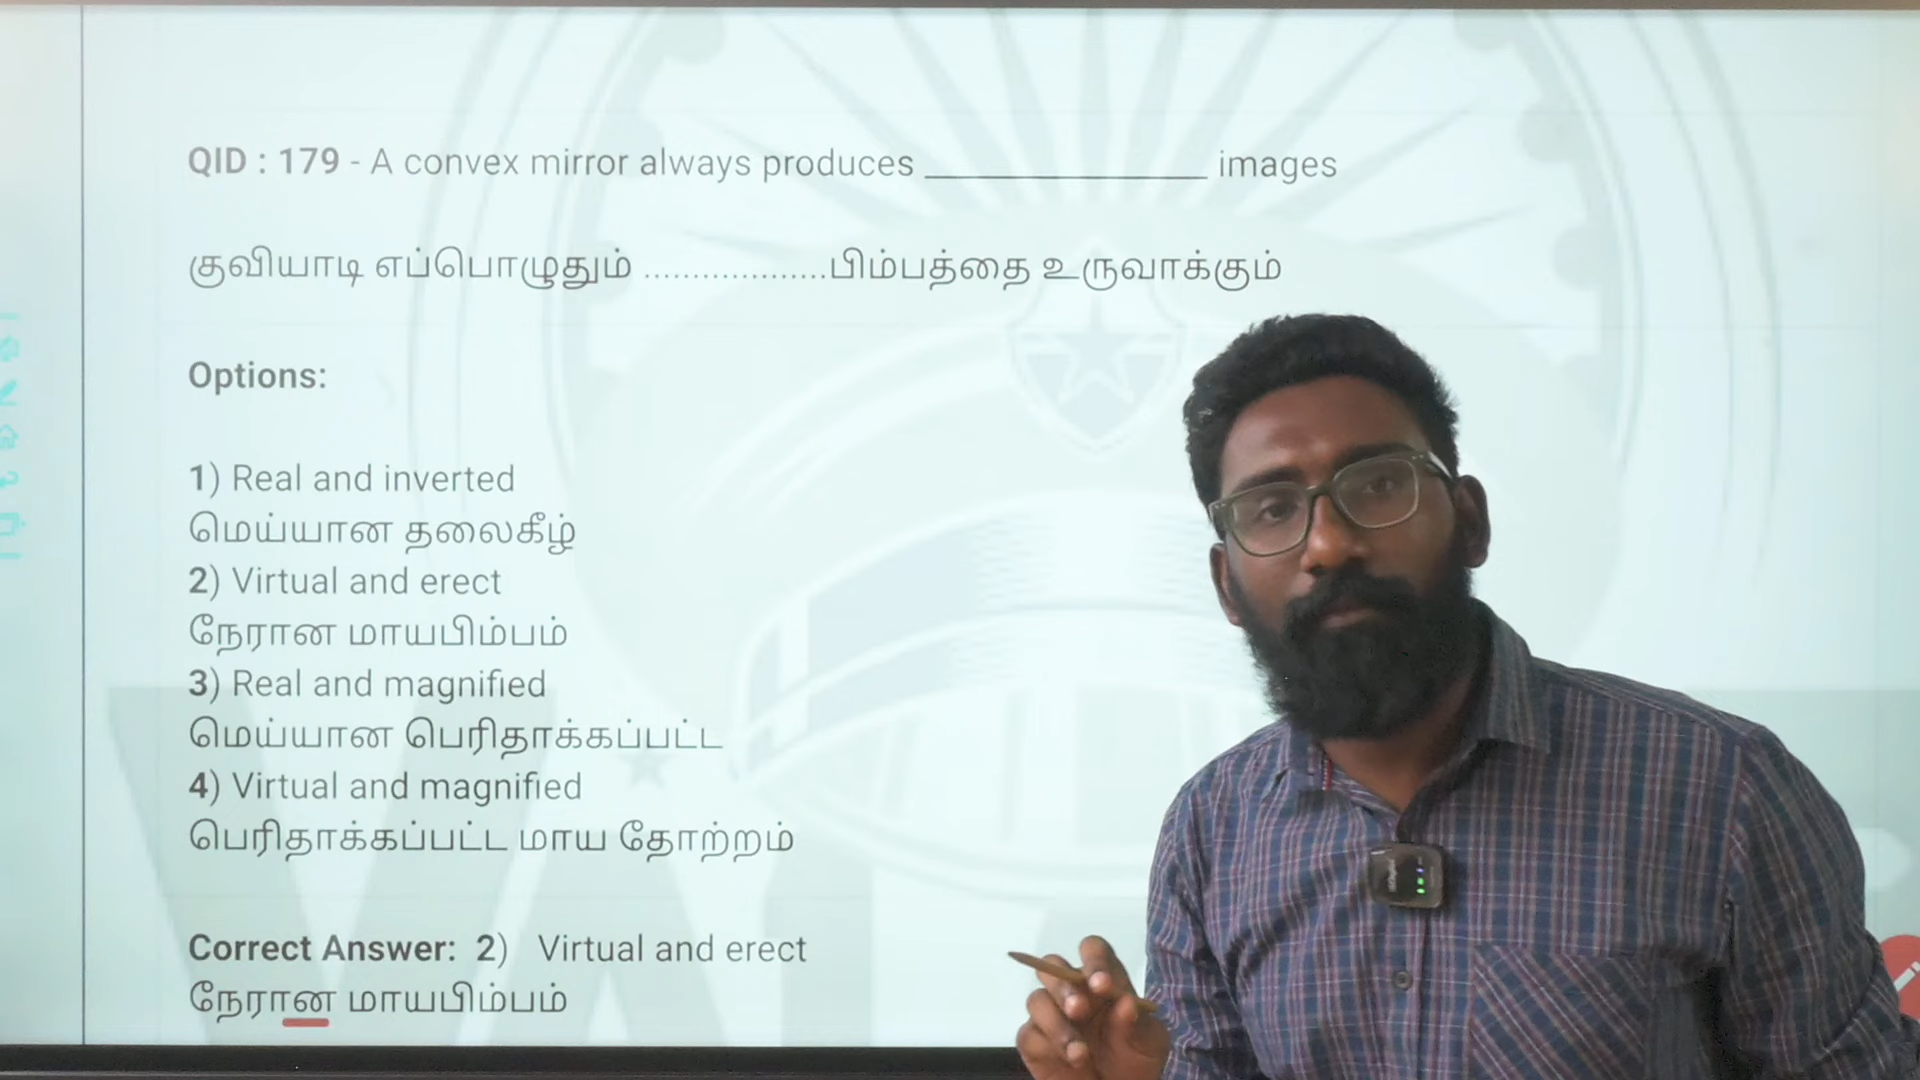 QID : 179 - A convex mirror always produces _______________ images
குவியாடி எப்பொழுதும் ...................பிம்பத்தை உருவாக்கும்
Options:
1) Real and inverted
மெய்யான தலைகீழ்
2) Virtual and erect
நேரான மாயபிம்பம்
3) Real and magnified
மெய்யான பெரிதாக்கப்பட்ட
4) Virtual and magnified
பெரிதாக்கப்பட்ட மாய தோற்றம்
Correct Answer: 2) Virtual and erect
நேரான மாயபிம்பம்